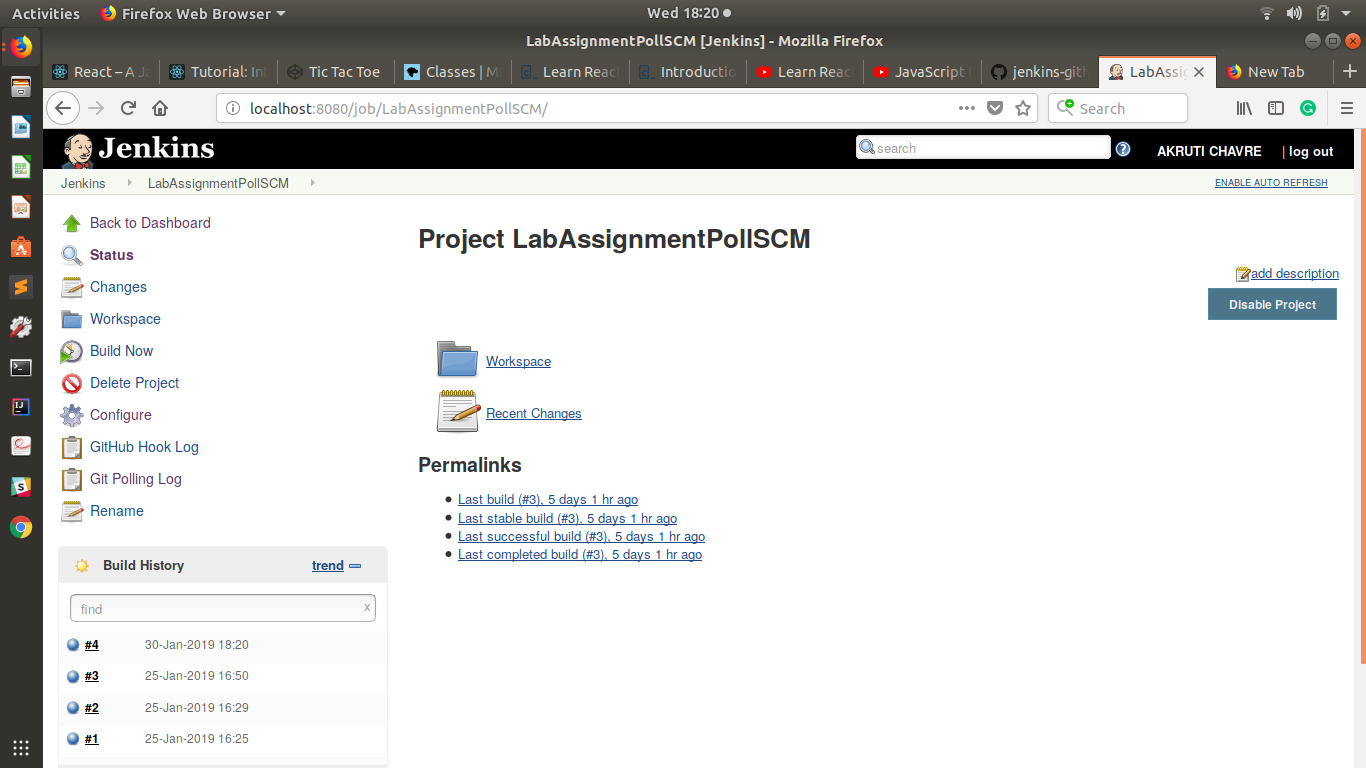 Activities Firefox Web Browser Wed 18:20
LabAssignmentPollSCM [Jenkins] - Mozilla Firefox
React – A Ja Tutorial: Int Tic Tac Toe Classes | M Learn Reac Introductio Learn Reac JavaScript jenkins-gith LabAssig New Tab
localhost:8080/job/LabAssignmentPollSCM/ Search
Jenkins search AKRUTI CHAVRE | log out
Jenkins LabAssignmentPollSCM ENABLE AUTO REFRESH
Back to Dashboard
Status
Changes
Workspace
Build Now
Delete Project
Configure
GitHub Hook Log
Git Polling Log
Rename
Build History trend
find x
#4 30-Jan-2019 18:20
#3 25-Jan-2019 16:50
#2 25-Jan-2019 16:29
#1 25-Jan-2019 16:25
Project LabAssignmentPollSCM
add description
Disable Project
Workspace
Recent Changes
Permalinks
Last build (#3), 5 days 1 hr ago
Last stable build (#3), 5 days 1 hr ago
Last successful build (#3), 5 days 1 hr ago
Last completed build (#3), 5 days 1 hr ago